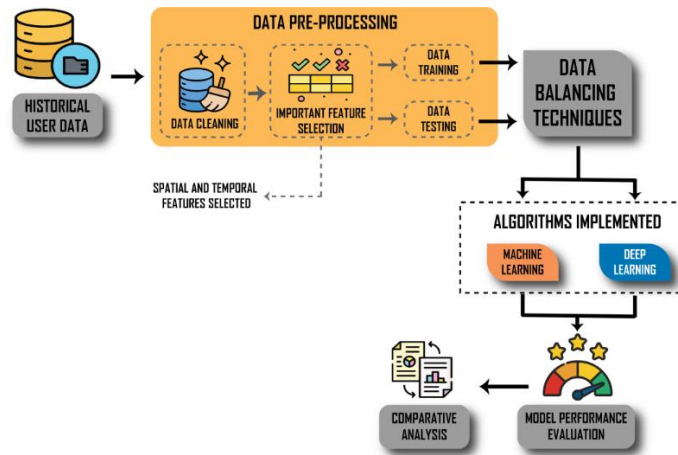 DATA PRE-PROCESSING
HISTORICAL
USER DATA
DATA CLEANING
IMPORTANT FEATURE
SELECTION
DATA
TRAINING
DATA
TESTING
DATA
BALANCING
TECHNIQUES
SPATIAL AND TEMPORAL
FEATURES SELECTED
ALGORITHMS IMPLEMENTED
MACHINE
LEARNING
DEEP
LEARNING
COMPARATIVE
ANALYSIS
MODEL PERFORMANCE
EVALUATION